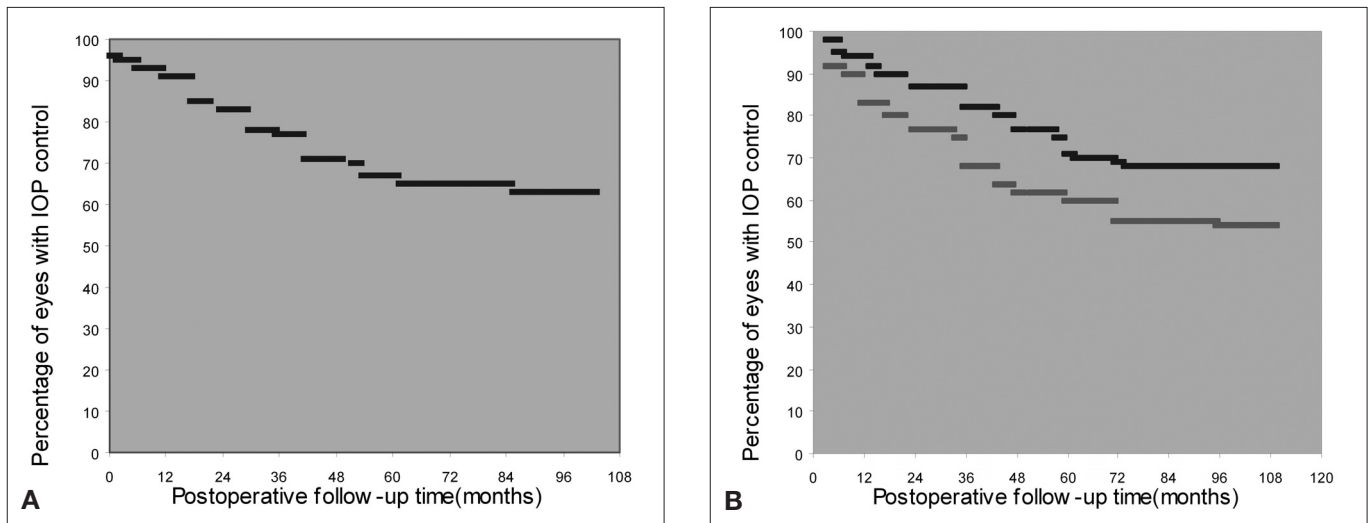 100
90
80
70
60
50
40
30
20
10
0
Percentage of eyes with IOP control
0 12 24 36 48 60 72 84 96 108
Postoperative follow -up time(months)
A
100
90
80
70
60
50
40
30
20
10
0
Percentage of eyes with IOP control
0 12 24 36 48 60 72 84 96 108 120
Postoperative follow -up time(months)
B